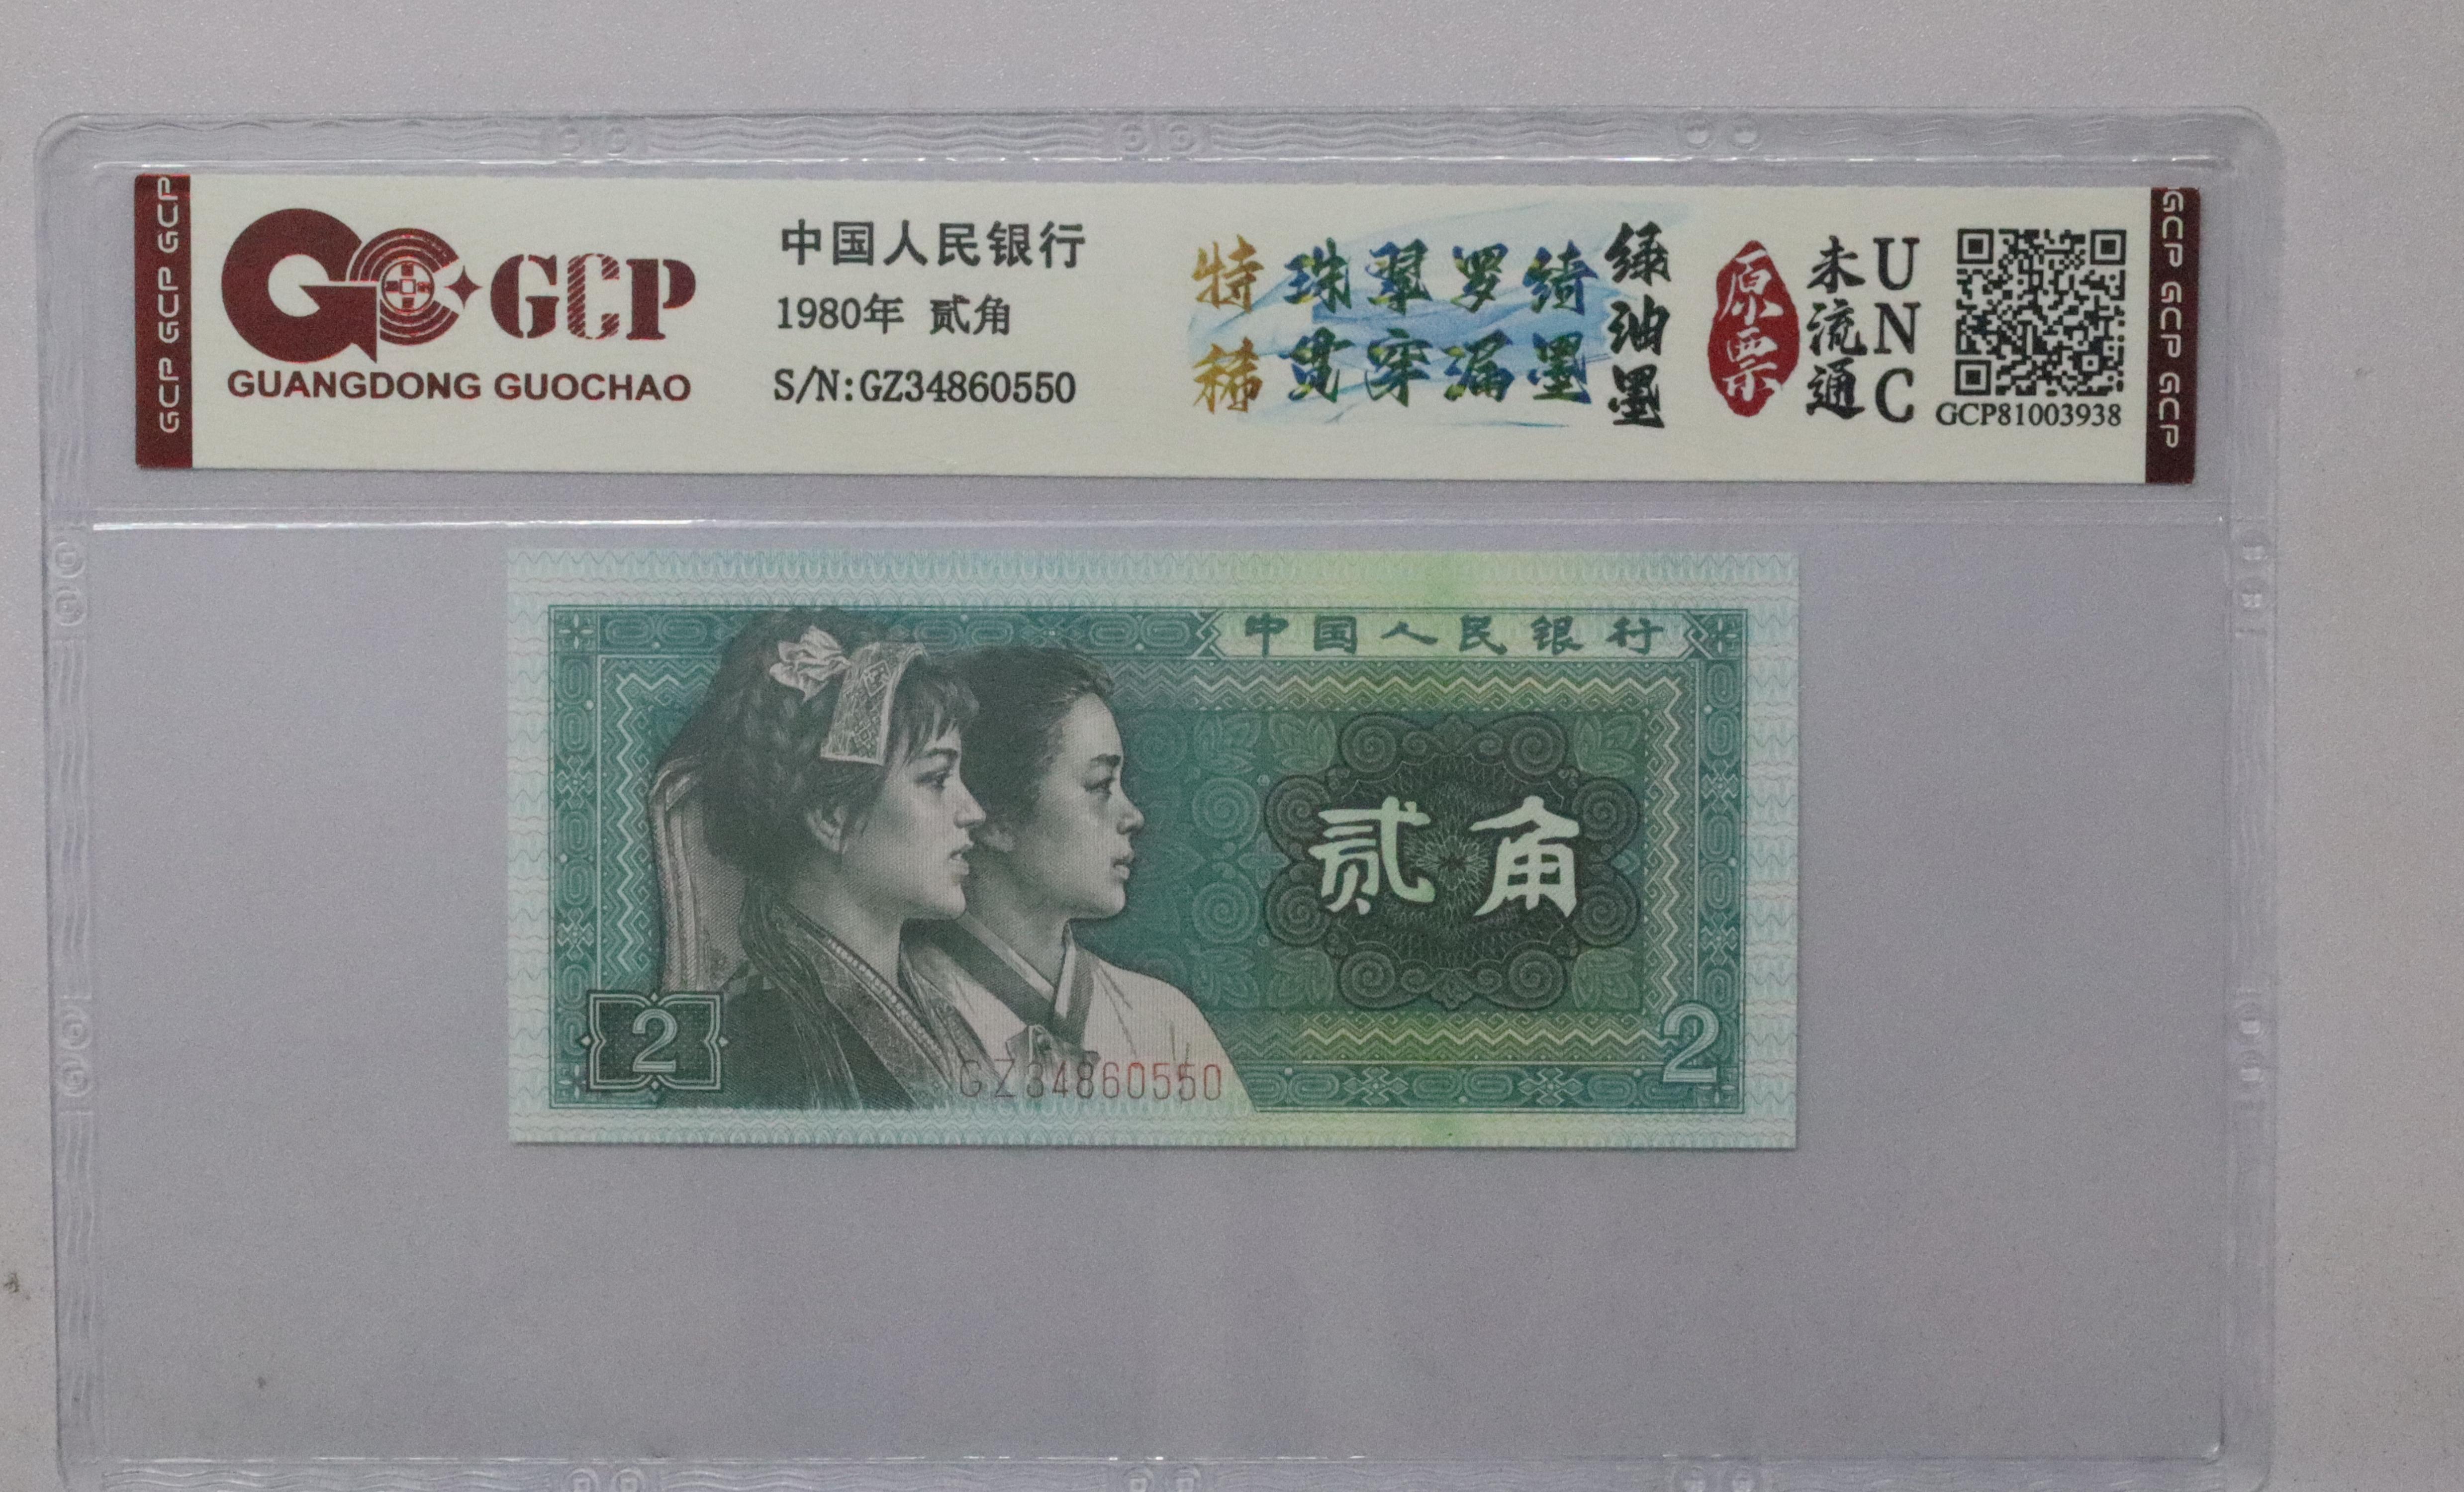 GCP GCP GCP
GCP
GUANGDONG GUOCHAO
中国人民银行
1980年 贰角
S/N:GZ34860550
特稀
珠翠罗绮
贯穿漏墨
绿油墨
原票
未流通
UNC
GCP81003938
GCP GCP GCP
中国人民银行
贰角
2
2
GZ34860550